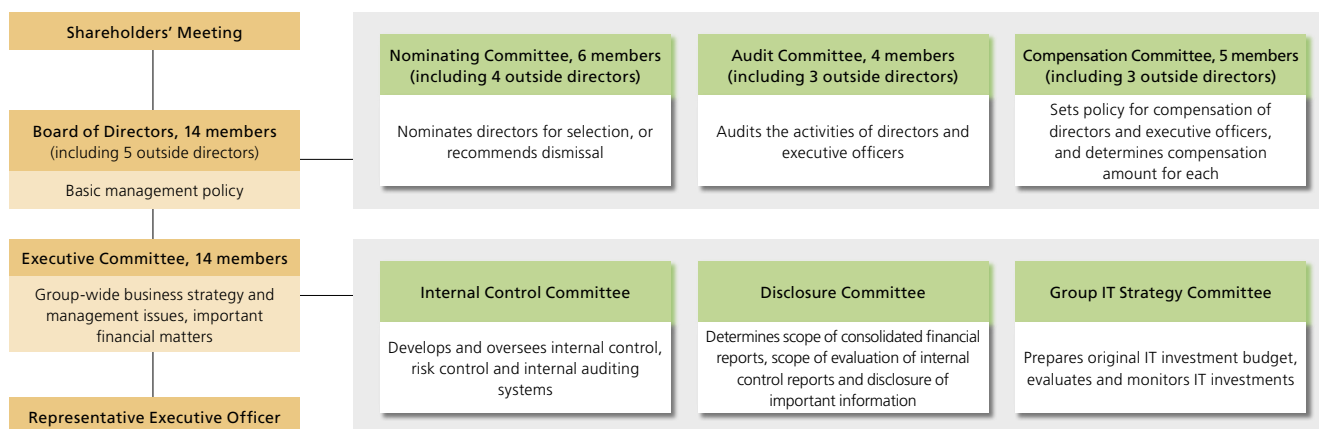 Shareholders' Meeting
Board of Directors, 14 members
(including 5 outside directors)
Basic management policy
Nominating Committee, 6 members
(including 4 outside directors)
Nominates directors for selection, or
recommends dismissal
Audit Committee, 4 members
(including 3 outside directors)
Audits the activities of directors and
executive officers
Compensation Committee, 5 members
(including 3 outside directors)
Sets policy for compensation of
directors and executive officers,
and determines compensation
amount for each
Executive Committee, 14 members
Group-wide business strategy and
management issues, important
financial matters
Internal Control Committee
Develops and oversees internal control,
risk control and internal auditing
systems
Disclosure Committee
Determines scope of consolidated financial
reports, scope of evaluation of internal
control reports and disclosure of
important information
Group IT Strategy Committee
Prepares original IT investment budget,
evaluates and monitors IT investments
Representative Executive Officer